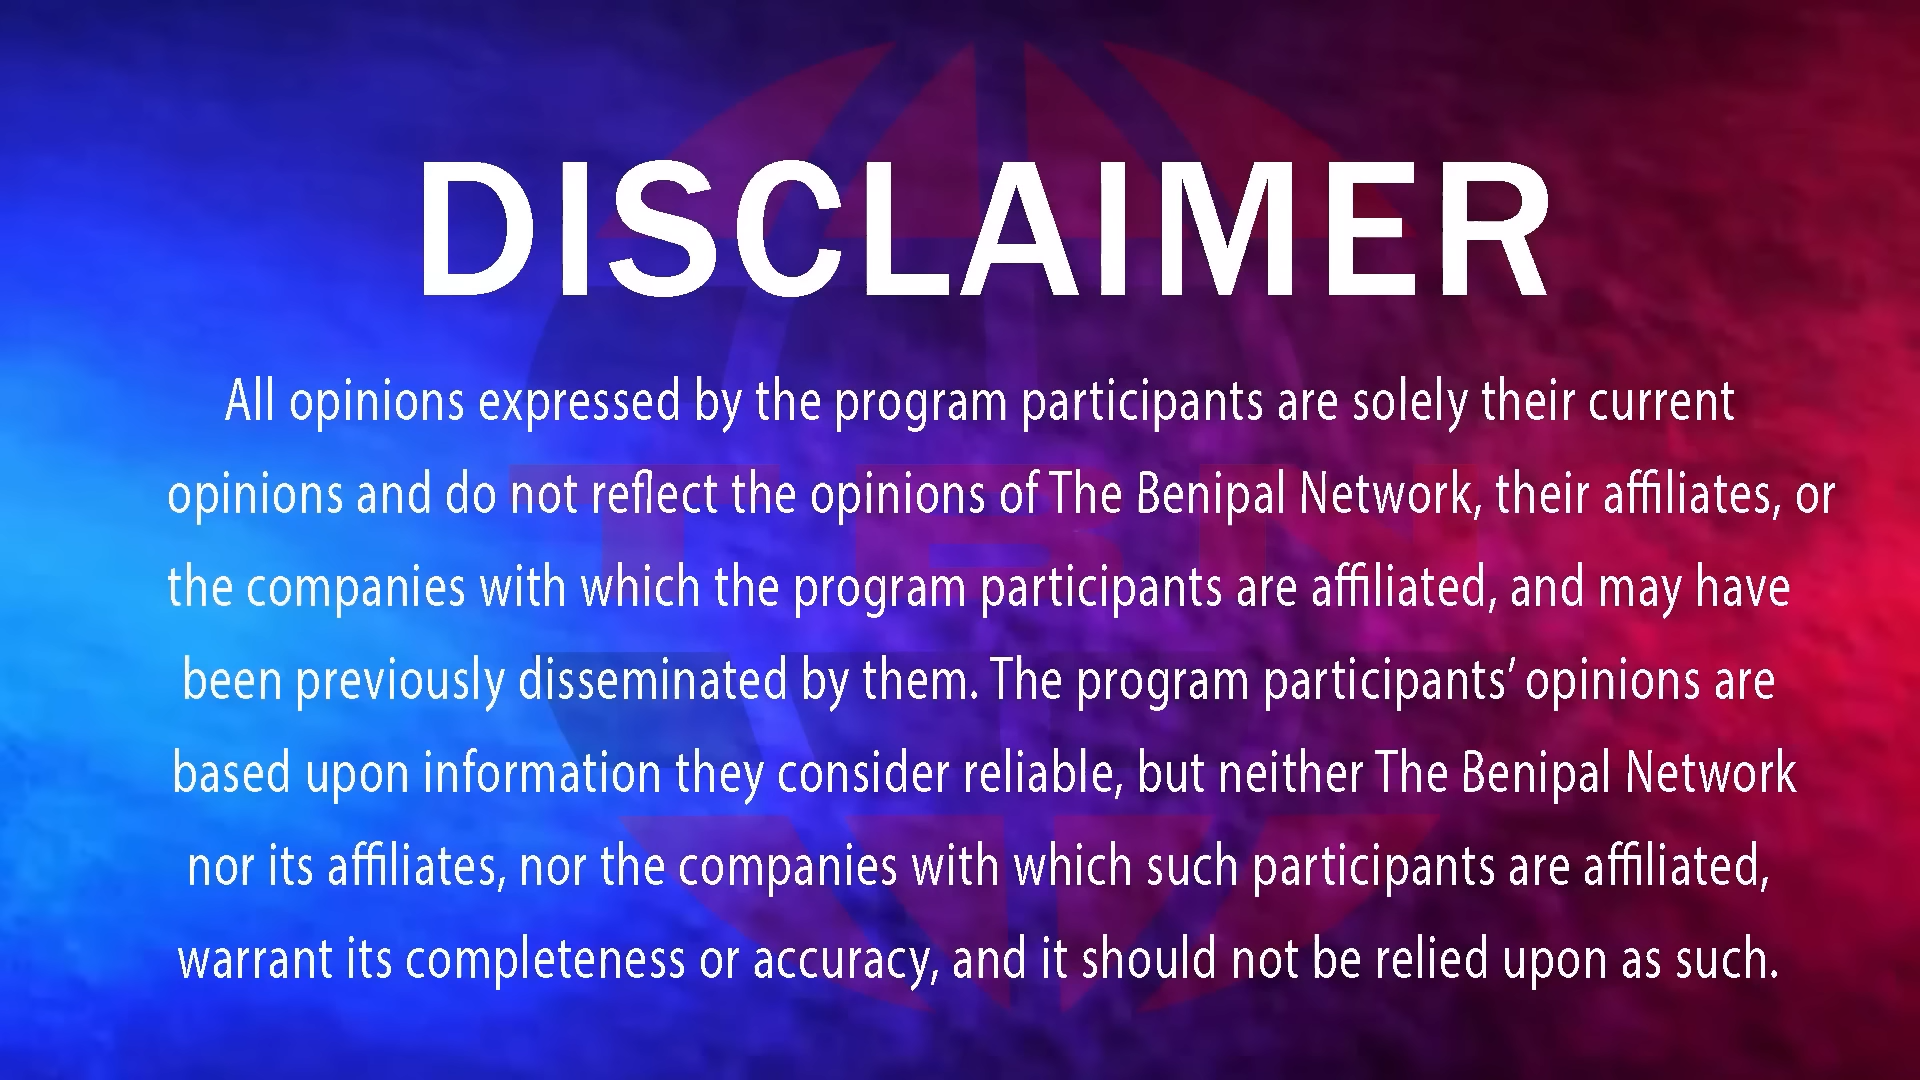 DISCLAIMER
All opinions expressed by the program participants are solely their current
opinions and do not reflect the opinions of The Benipal Network, their affiliates, or
the companies with which the program participants are affiliated, and may have
been previously disseminated by them. The program participants’ opinions are
based upon information they consider reliable, but neither The Benipal Network
nor its affiliates, nor the companies with which such participants are affiliated,
warrant its completeness or accuracy, and it should not be relied upon as such.
TBN